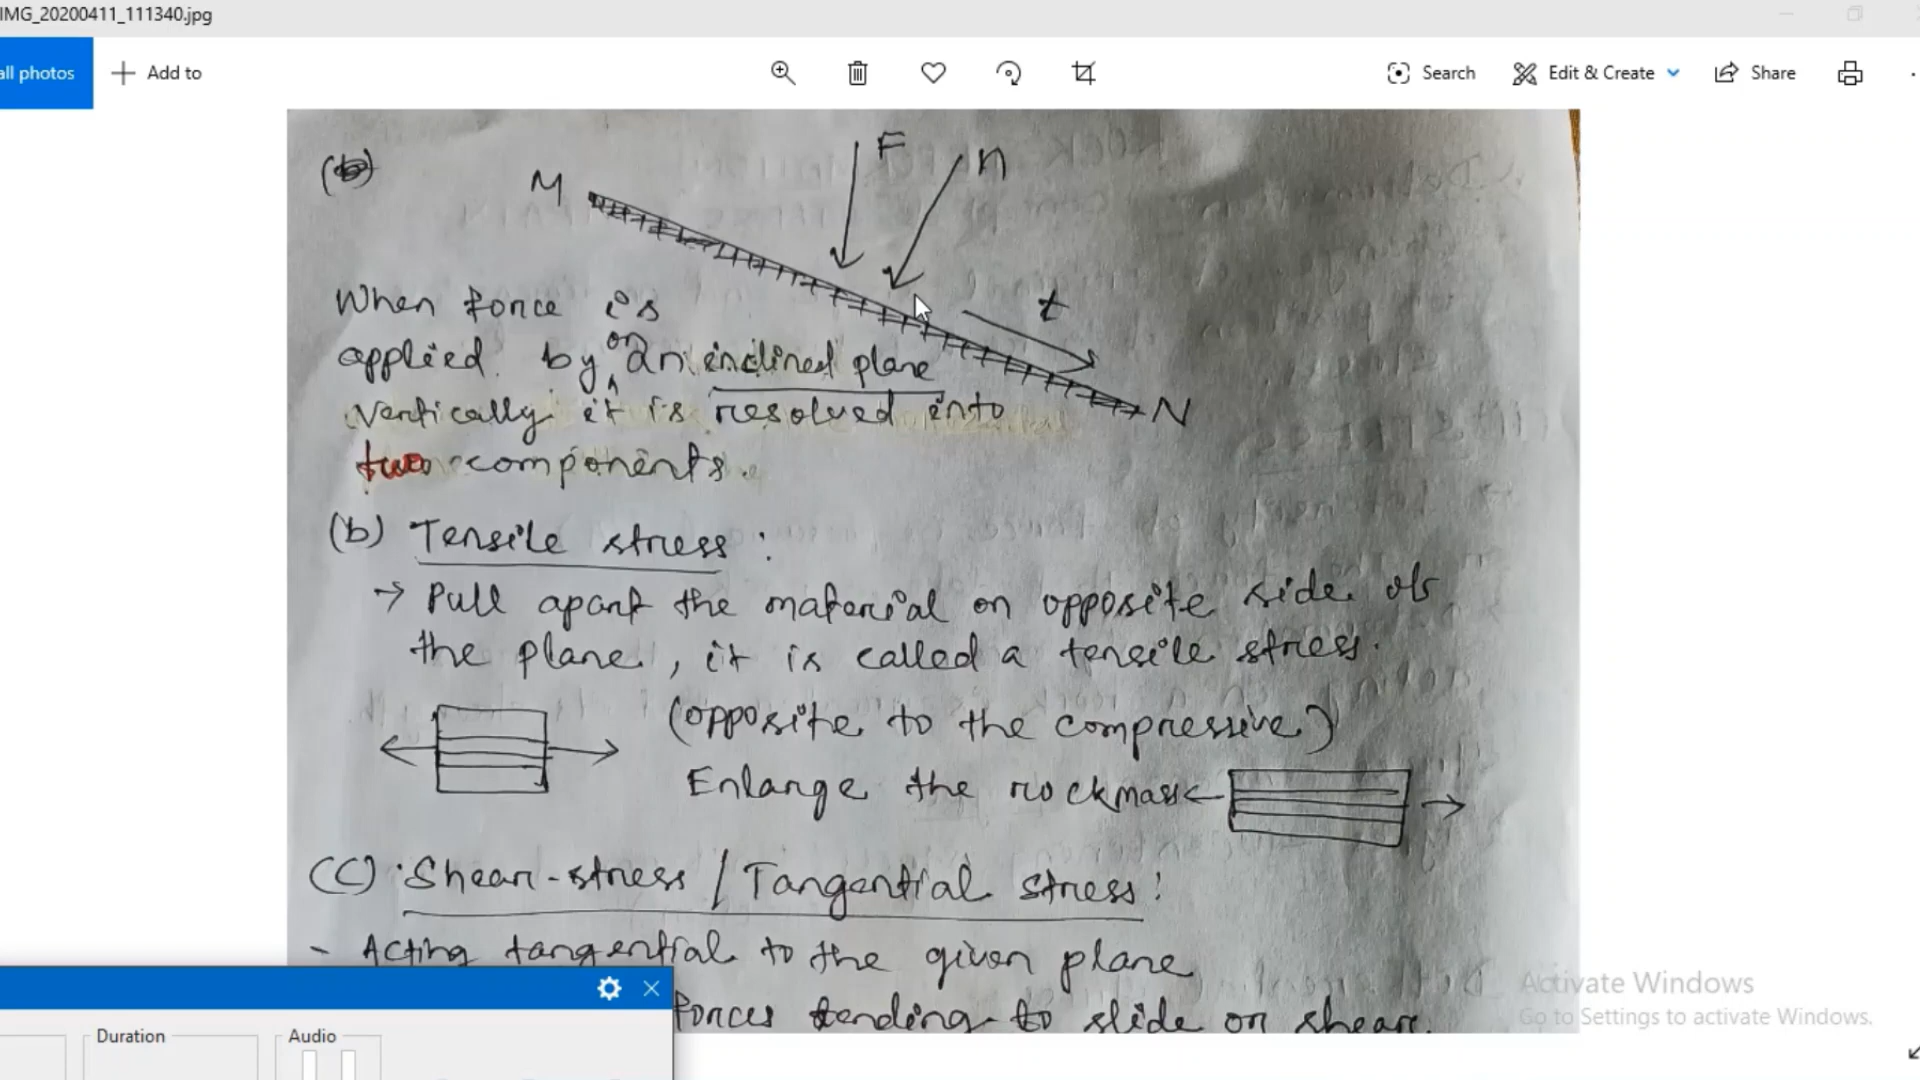 IMG_20200411_111340.jpg
all photos
Add to
Search
Edit & Create
Share
(b)
M
F
n
t
N
When force is
applied by on an inclined plane
vertically it is resolved into
two components.
(b) Tensile stress :
→ Pull apart the material on opposite side of
the plane, it is called a tensile stress.
(opposite to the compressive)
Enlarge the rockmass
(C) Shear-stress / Tangential stress :
- Acting tangential to the given plane
forces tending to slide or shear.
Activate Windows
Go to Settings to activate Windows.
Duration
Audio